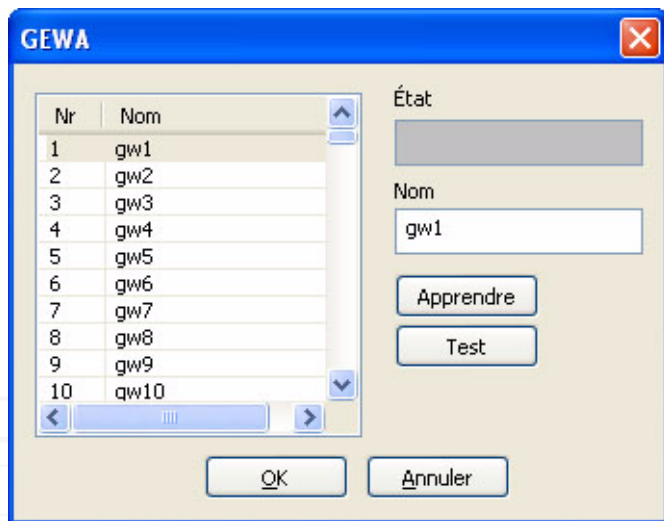 GEWA
Nr Nom
1 gw1
2 gw2
3 gw3
4 gw4
5 gw5
6 gw6
7 gw7
8 gw8
9 gw9
10 gw10
État
Nom
gw1
Apprendre
Test
OK
Annuler